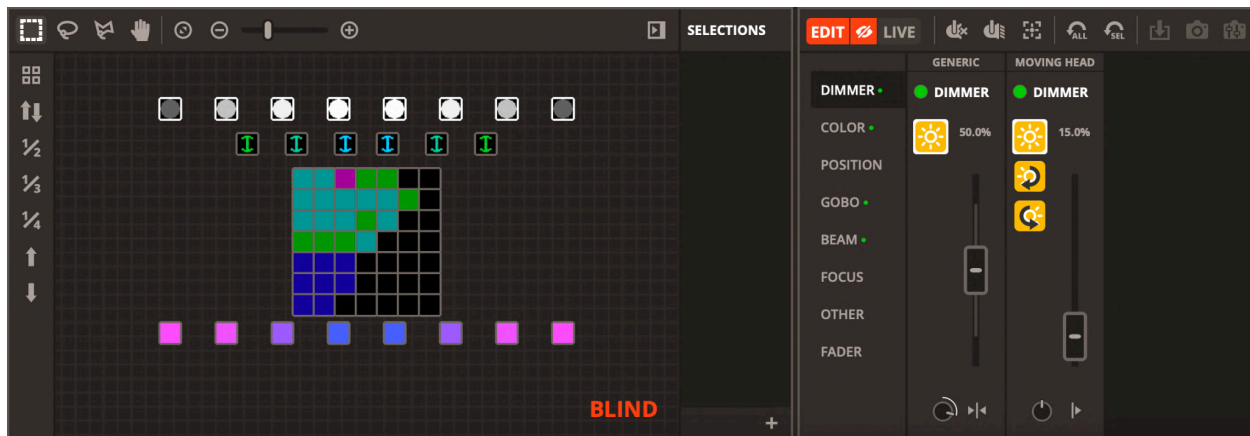 SELECTIONS
EDIT LIVE
ALL
SEL
GENERIC
MOVING HEAD
DIMMER
COLOR
POSITION
GOBO
BEAM
FOCUS
OTHER
FADER
DIMMER
50.0%
DIMMER
15.0%
1/2
1/3
1/4
BLIND